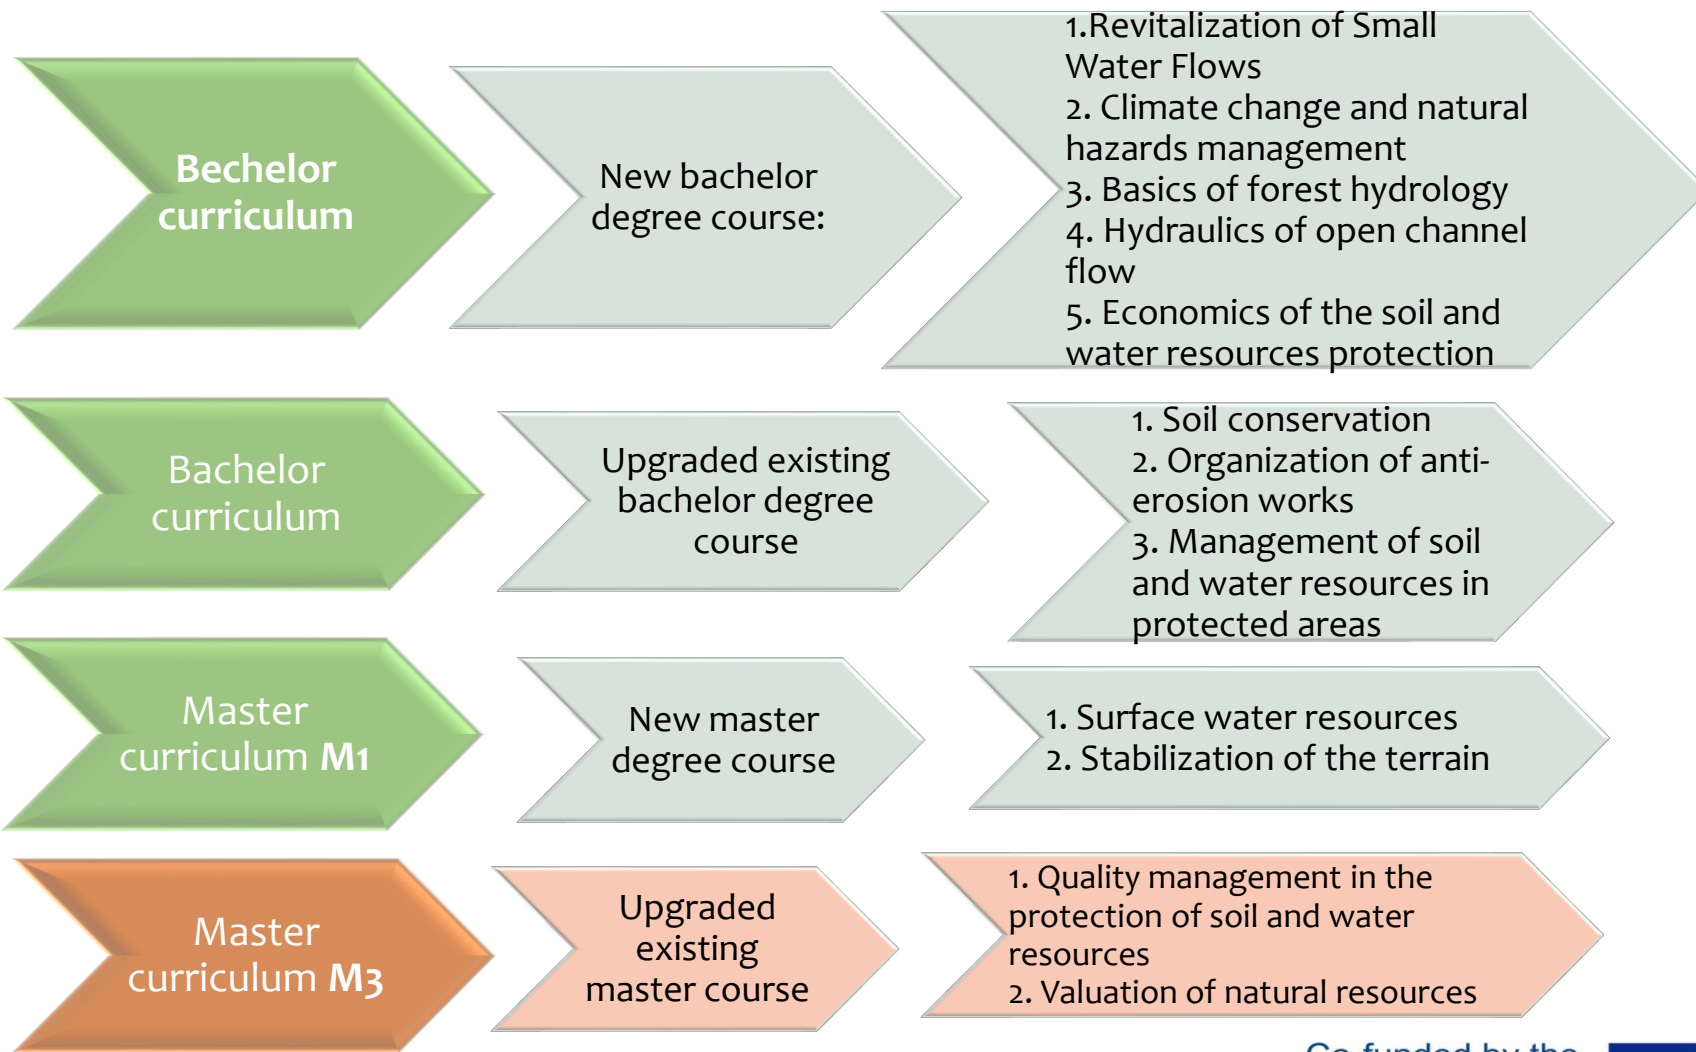 Bechelor
curriculum
New bachelor
degree course:
1.Revitalization of Small
Water Flows
2. Climate change and natural
hazards management
3. Basics of forest hydrology
4. Hydraulics of open channel
flow
5. Economics of the soil and
water resources protection
Bachelor
curriculum
Upgraded existing
bachelor degree
course
1. Soil conservation
2. Organization of anti-
erosion works
3. Management of soil
and water resources in
protected areas
Master
curriculum M1
New master
degree course
1. Surface water resources
2. Stabilization of the terrain
Master
curriculum M3
Upgraded
existing
master course
1. Quality management in the
protection of soil and water
resources
2. Valuation of natural resources
Co-funded by the